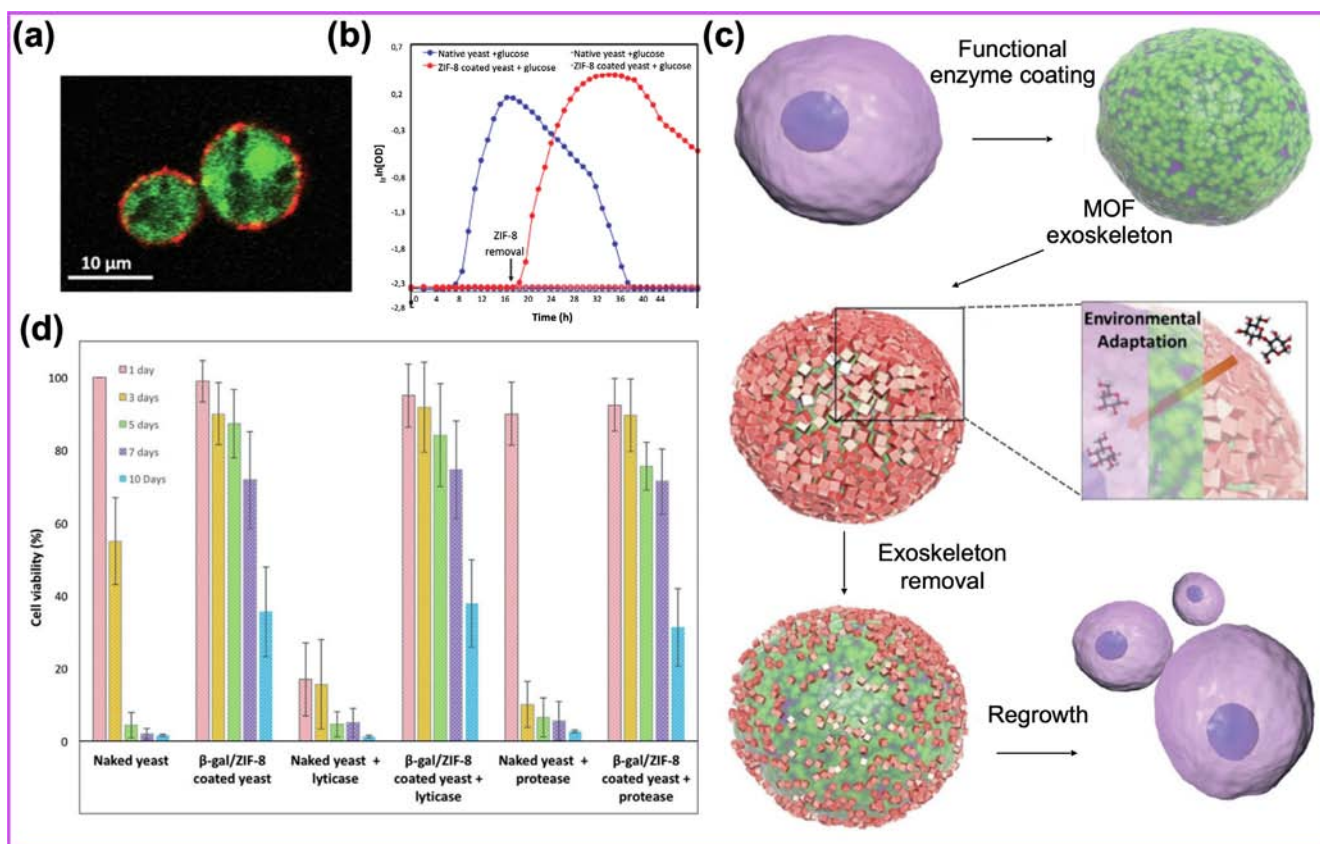 (a)
10 µm
(b)
Native yeast +glucose
ZIF-8 coated yeast + glucose
Native yeast +glucose
ZIF-8 coated yeast + glucose
0,7
0,2
-0,3
-0,8
-1,3
-1,8
-2,3
-2,8
ln[OD]
ZIF-8
removal
0 4 8 12 16 20 24 28 32 36 40 44
Time (h)
(c)
Functional
enzyme coating
MOF
exoskeleton
Environmental
Adaptation
Exoskeleton
removal
Regrowth
(d)
100
80
60
40
20
0
Cell viability (%)
1 day
3 days
5 days
7 days
10 Days
Naked yeast
β-gal/ZIF-8
coated yeast
Naked yeast +
lyticase
β-gal/ZIF-8
coated yeast +
lyticase
Naked yeast +
protease
β-gal/ZIF-8
coated yeast +
protease